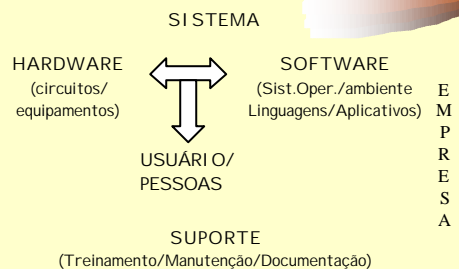 SISTEMA
HARDWARE
(circuitos/
equipamentos)
SOFTWARE
(Sist.Oper./ambiente
Linguagens/Aplicativos)
USUÁRIO/
PESSOAS
E
M
P
R
E
S
A
SUPORTE
(Treinamento/Manutenção/Documentação)